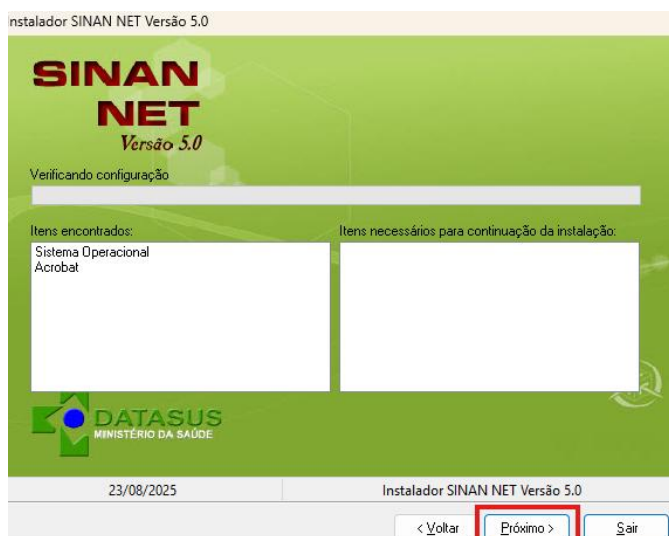 nstalador SINAN NET Versão 5.0
SINAN
NET
Versão 5.0
Verificando configuração
Itens encontrados:
Itens necessários para continuação da instalação:
Sistema Operacional
Acrobat
DATASUS
MINISTÉRIO DA SAÚDE
23/08/2025
Instalador SINAN NET Versão 5.0
< Voltar
Próximo >
Sair